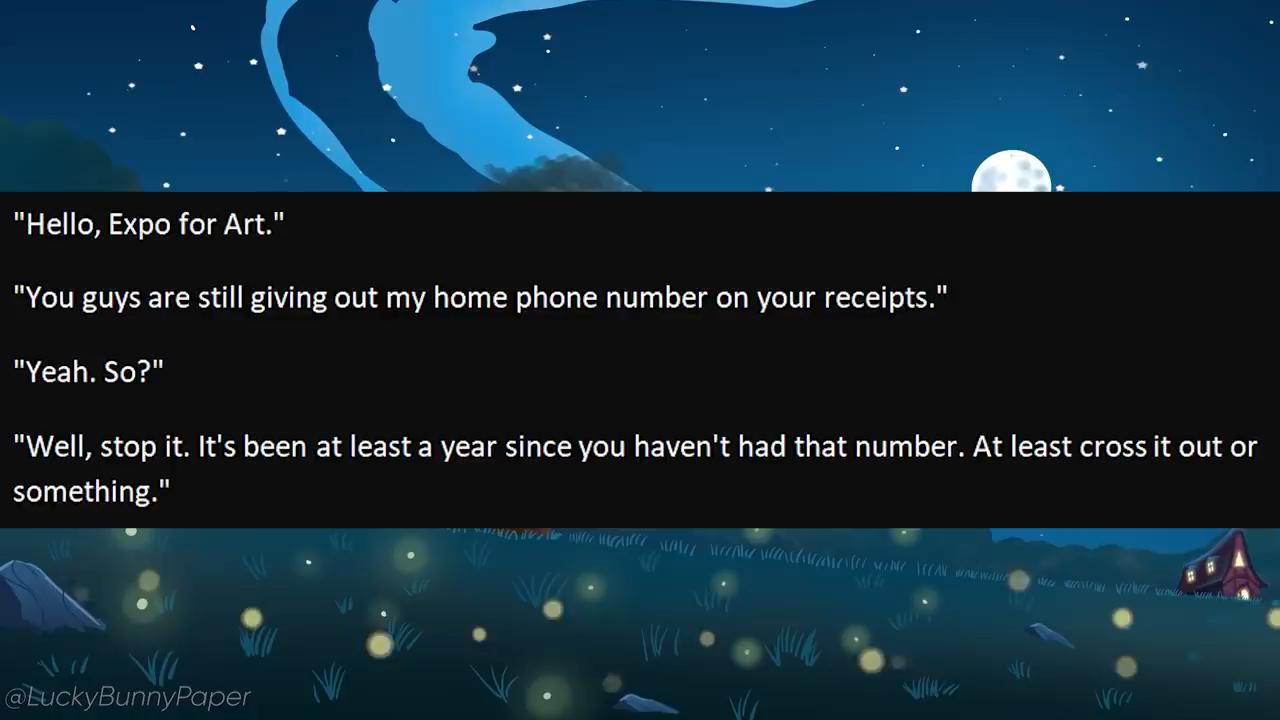 "Hello, Expo for Art."
"You guys are still giving out my home phone number on your receipts."
"Yeah. So?"
"Well, stop it. It's been at least a year since you haven't had that number. At least cross it out or
something."
@LuckyBunnyPaper